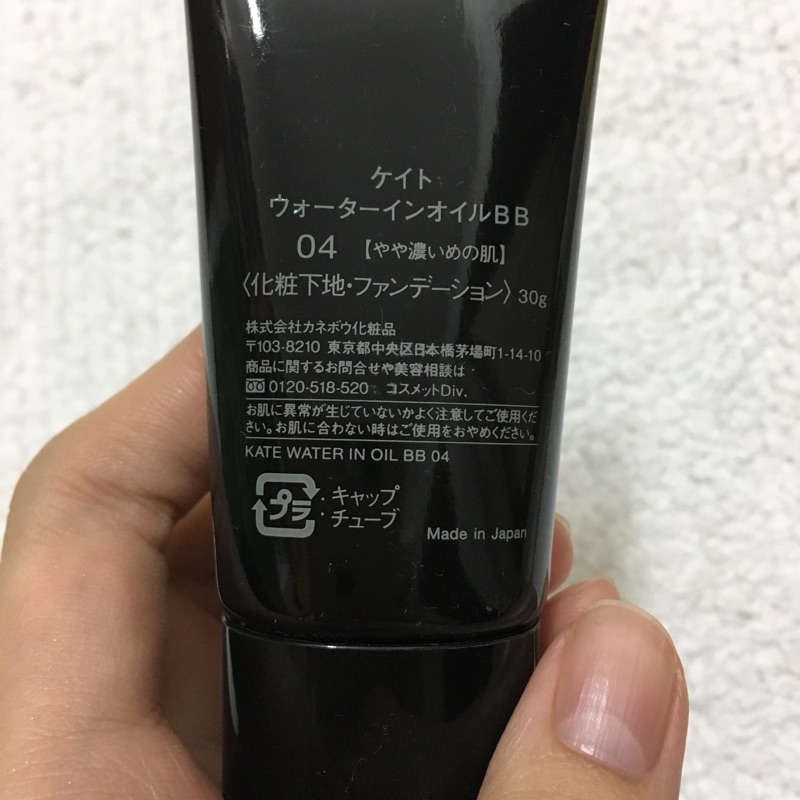 ケイト
ウォーターインオイルBB
04 【やや濃いめの肌】
〈化粧下地・ファンデーション〉 30g
株式会社カネボウ化粧品
〒103-8210 東京都中央区日本橋茅場町1-14-10
商品に関するお問合せや美容相談は
0120-518-520 コスメットDiv.
お肌に異常が生じていないかよく注意してご使用くだ
さい。お肌に合わない時はご使用をおやめください。
KATE WATER IN OIL BB 04
プラ : キャップ
: チューブ
Made in Japan